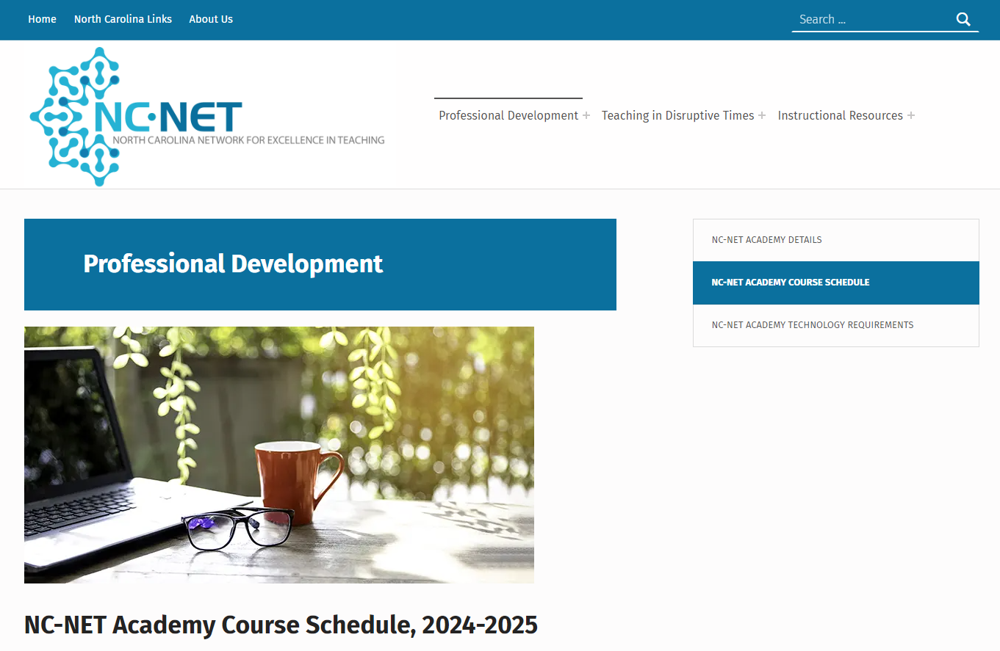 Home North Carolina Links About Us Search ...
NC·NET
NORTH CAROLINA NETWORK FOR EXCELLENCE IN TEACHING
Professional Development + Teaching in Disruptive Times + Instructional Resources +
Professional Development
NC-NET ACADEMY DETAILS
NC-NET ACADEMY COURSE SCHEDULE
NC-NET ACADEMY TECHNOLOGY REQUIREMENTS
NC-NET Academy Course Schedule, 2024-2025